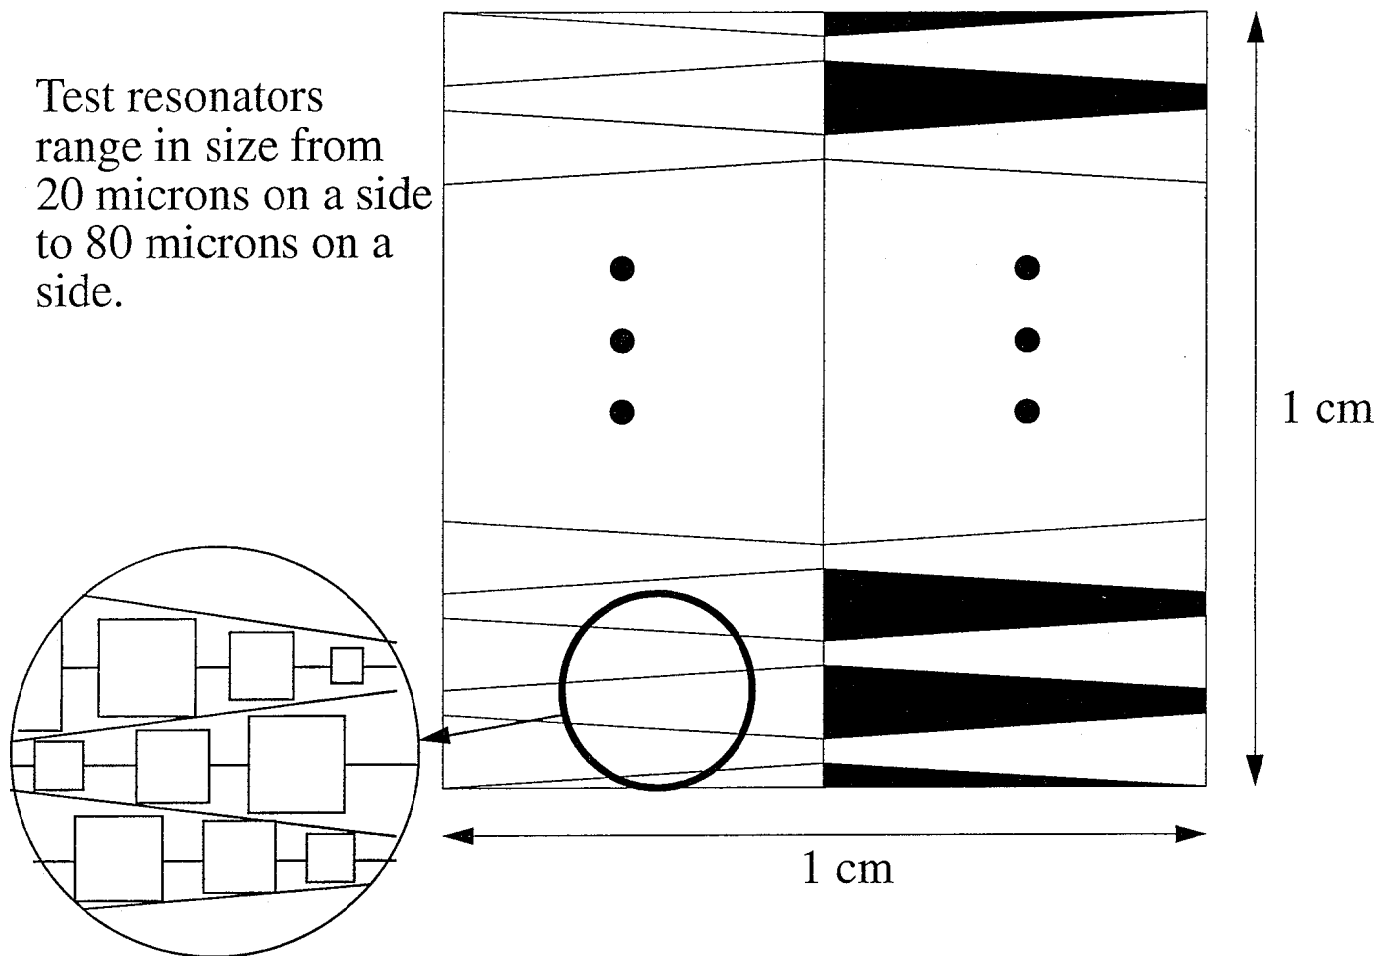 Test resonators
range in size from
20 microns on a side
to 80 microns on a
side.
1 cm
1 cm